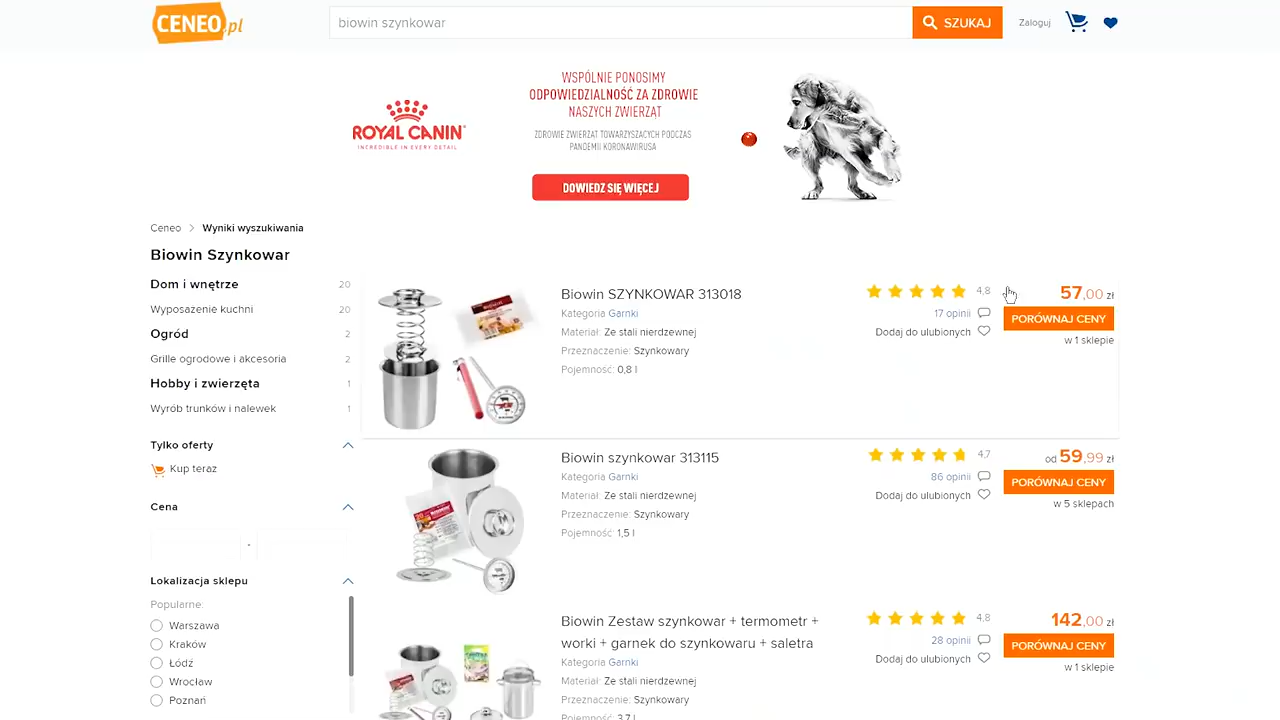 CENEO.pl
biowin szynkowar
SZUKAJ
Zaloguj
ROYAL CANIN
INCREDIBLE IN EVERY DETAIL
WSPÓLNIE PONOSIMY
ODPOWIEDZIALNOŚĆ ZA ZDROWIE
NASZYCH ZWIERZĄT
ZDROWIE ZWIERZĄT TOWARZYSZĄCYCH PODCZAS
PANDEMII KORONAWIRUSA
DOWIEDZ SIĘ WIĘCEJ
Ceneo > Wyniki wyszukiwania
Biowin Szynkowar
Dom i wnętrze 20
Wyposażenie kuchni 20
Ogród 2
Grille ogrodowe i akcesoria 2
Hobby i zwierzęta 1
Wyrób trunków i nalewek 1
Tylko oferty
Kup teraz
Cena
-
Lokalizacja sklepu
Popularne:
Warszawa
Kraków
Łódź
Wrocław
Poznań
Biowin SZYNKOWAR 313018
Kategoria Garnki
Materiał: Ze stali nierdzewnej
Przeznaczenie: Szynkowary
Pojemność: 0,8 l
4,8
17 opinii
Dodaj do ulubionych
57,00 zł
PORÓWNAJ CENY
w 1 sklepie
Biowin szynkowar 313115
Kategoria Garnki
Materiał: Ze stali nierdzewnej
Przeznaczenie: Szynkowary
Pojemność: 1,5 l
4,7
86 opinii
Dodaj do ulubionych
od 59,99 zł
PORÓWNAJ CENY
w 5 sklepach
Biowin Zestaw szynkowar + termometr +
worki + garnek do szynkowaru + saletra
Kategoria Garnki
Materiał: Ze stali nierdzewnej
Przeznaczenie: Szynkowary
Pojemność: 3,7 l
4,8
28 opinii
Dodaj do ulubionych
142,00 zł
PORÓWNAJ CENY
w 1 sklepie